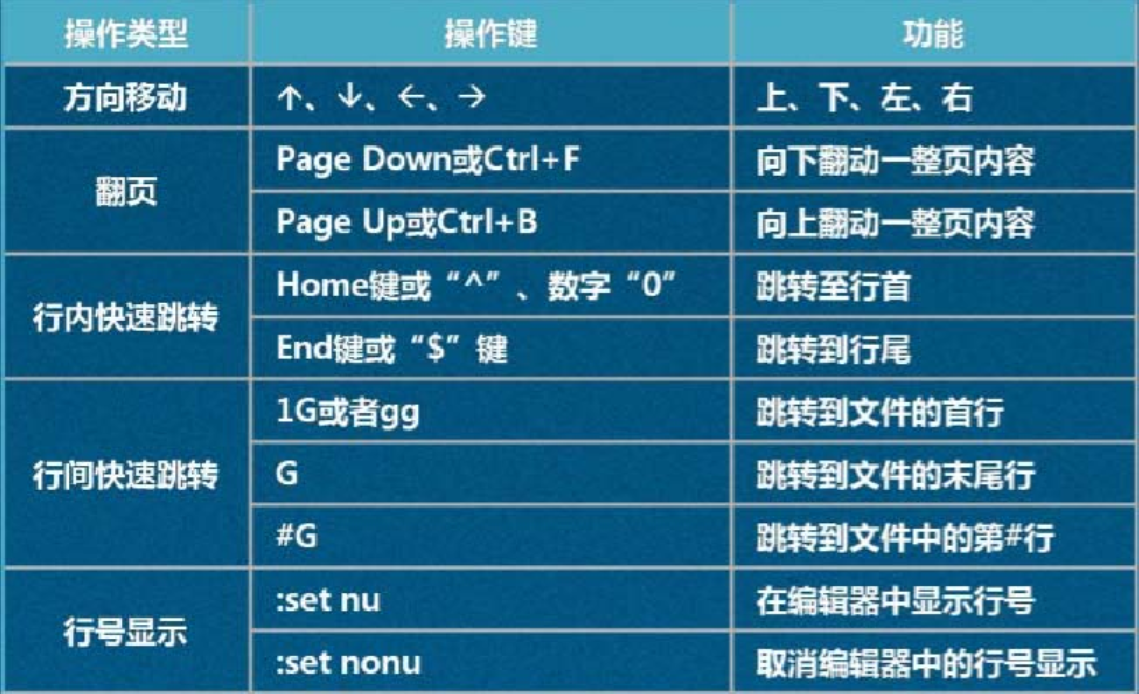 操作类型 操作键 功能
方向移动 ↑、↓、←、→ 上、下、左、右
翻页 Page Down或Ctrl+F 向下翻动一整页内容
Page Up或Ctrl+B 向上翻动一整页内容
行内快速跳转 Home键或“^”、数字“0” 跳转至行首
End键或“$”键 跳转到行尾
行间快速跳转 1G或者gg 跳转到文件的首行
G 跳转到文件的末尾行
#G 跳转到文件中的第#行
行号显示 :set nu 在编辑器中显示行号
:set nonu 取消编辑器中的行号显示